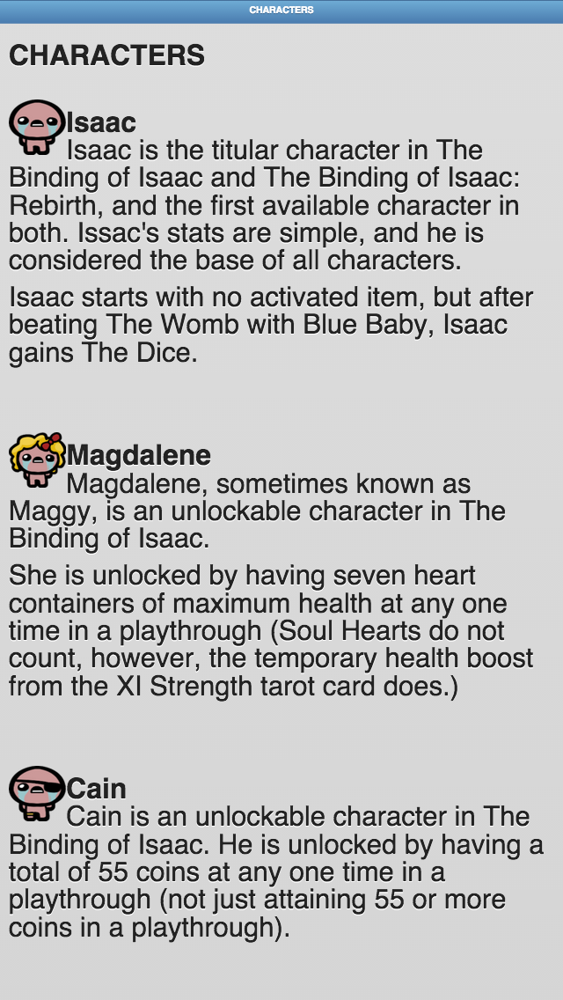 CHARACTERS
CHARACTERS
Isaac
Isaac is the titular character in The
Binding of Isaac and The Binding of Isaac:
Rebirth, and the first available character in
both. Issac's stats are simple, and he is
considered the base of all characters.
Isaac starts with no activated item, but after
beating The Womb with Blue Baby, Isaac
gains The Dice.
Magdalene
Magdalene, sometimes known as
Maggy, is an unlockable character in The
Binding of Isaac.
She is unlocked by having seven heart
containers of maximum health at any one
time in a playthrough (Soul Hearts do not
count, however, the temporary health boost
from the XI Strength tarot card does.)
Cain
Cain is an unlockable character in The
Binding of Isaac. He is unlocked by having a
total of 55 coins at any one time in a
playthrough (not just attaining 55 or more
coins in a playthrough).